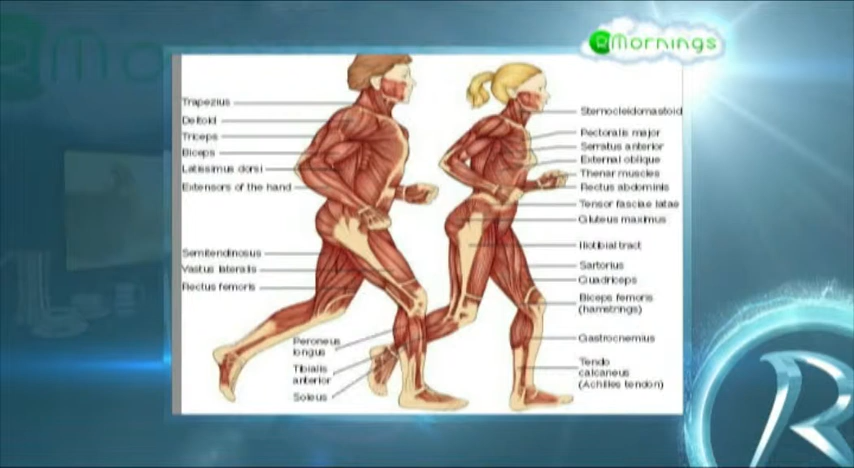 Mornings
Trapezius
Deltoid
Triceps
Biceps
Latissimus dorsi
Extensors of the hand
Semitendinosus
Vastus lateralis
Rectus femoris
Peroneus
longus
Tibialis
anterior
Soleus
Sternocleidomastoid
Pectoralis major
Serratus anterior
External oblique
Thenar muscles
Rectus abdominis
Tensor fasciae latae
Gluteus maximus
Iliotibial tract
Sartorius
Quadriceps
Biceps femoris
(hamstrings)
Gastrocnemius
Tendo
calcaneus
(Achilles tendon)
R